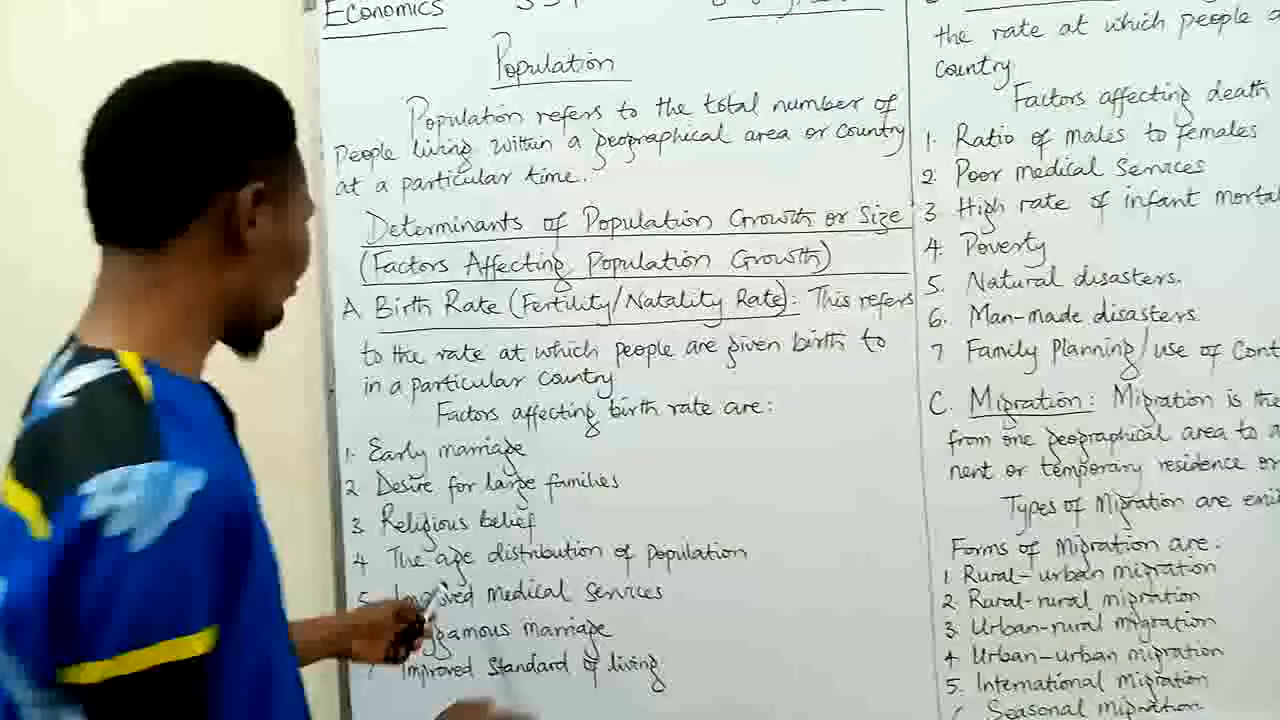 Economics
Population
Population refers to the total number of
People living within a geographical area or Country
at a particular time.
Determinants of Population Growth or Size
(Factors Affecting Population Growth)
A. Birth Rate (Fertility/Natality Rate): This refers
to the rate at which people are given birth to
in a particular Country
Factors affecting birth rate are:
1. Early marriage
2 Desire for large families
3 Religious belief
4 The age distribution of population
5 Improved medical services
gamous marriage
Improved Standard of living
the rate at which people
Country
Factors affecting death
1. Ratio of males to females
2. Poor medical Services
3 High rate of infant morta
4. Poverty
5. Natural disasters.
6. Man-made disasters
7 Family Planning/use of Cont
C. Migration: Migration is the
from one geographical area to a
nent or temporary residence or
Types of Migration are emi
Forms of Migration are:
1 Rural-urban migration
2 Rural-rural migration
3 Urban-rural migration
4 Urban-urban migration
5. International migration
Seasonal migration